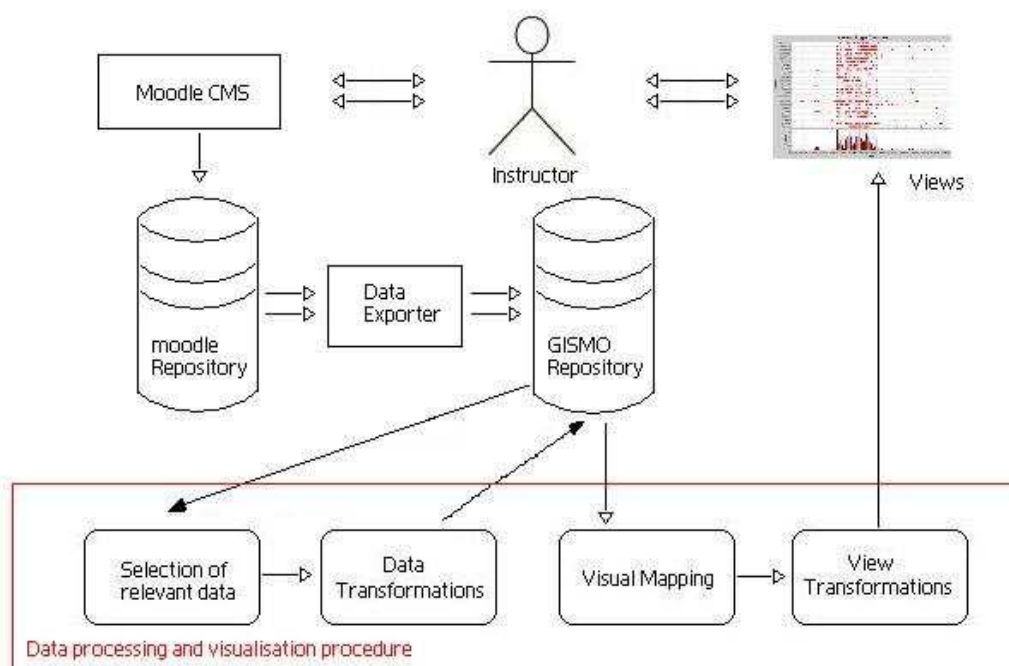 Moodle CMS
Instructor
Views
moodle
Repository
Data
Exporter
GISMO
Repository
Selection of
relevant data
Data
Transformations
Visual Mapping
View
Transformations
Data processing and visualisation procedure